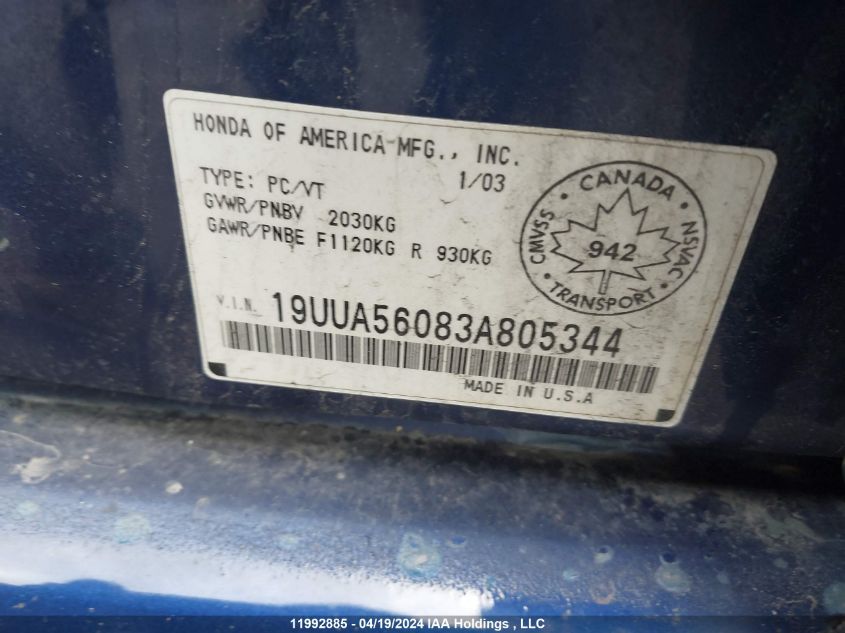 HONDA OF AMERICA MFG., INC.
1/03
TYPE: PC/VT
GVWR/PNBV 2030KG
GAWR/PNBE F1120KG R 930KG
CANADA
CMVSS
942
NSVAC
TRANSPORT
V.I.N. 19UUA56083A805344
MADE IN U.S.A
11992885 - 04/19/2024 IAA Holdings , LLC